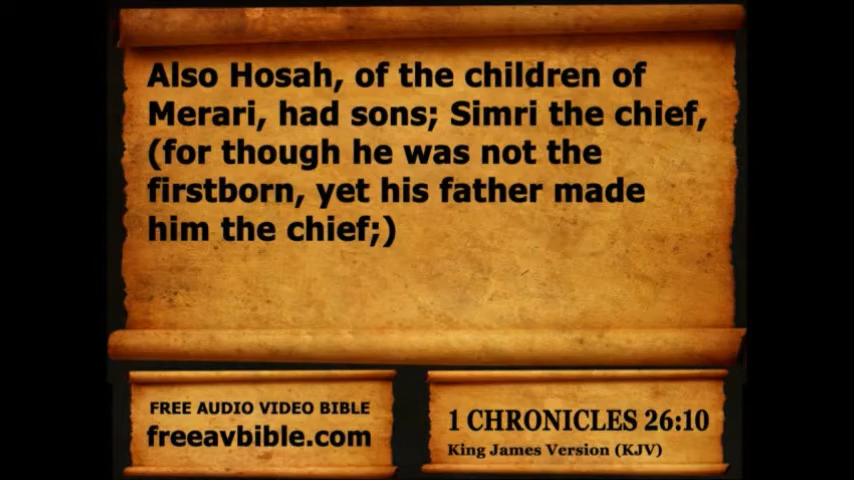 Also Hosah, of the children of
Merari, had sons; Simri the chief,
(for though he was not the
firstborn, yet his father made
him the chief;)
FREE AUDIO VIDEO BIBLE
freeavbible.com
1 CHRONICLES 26:10
King James Version (KJV)